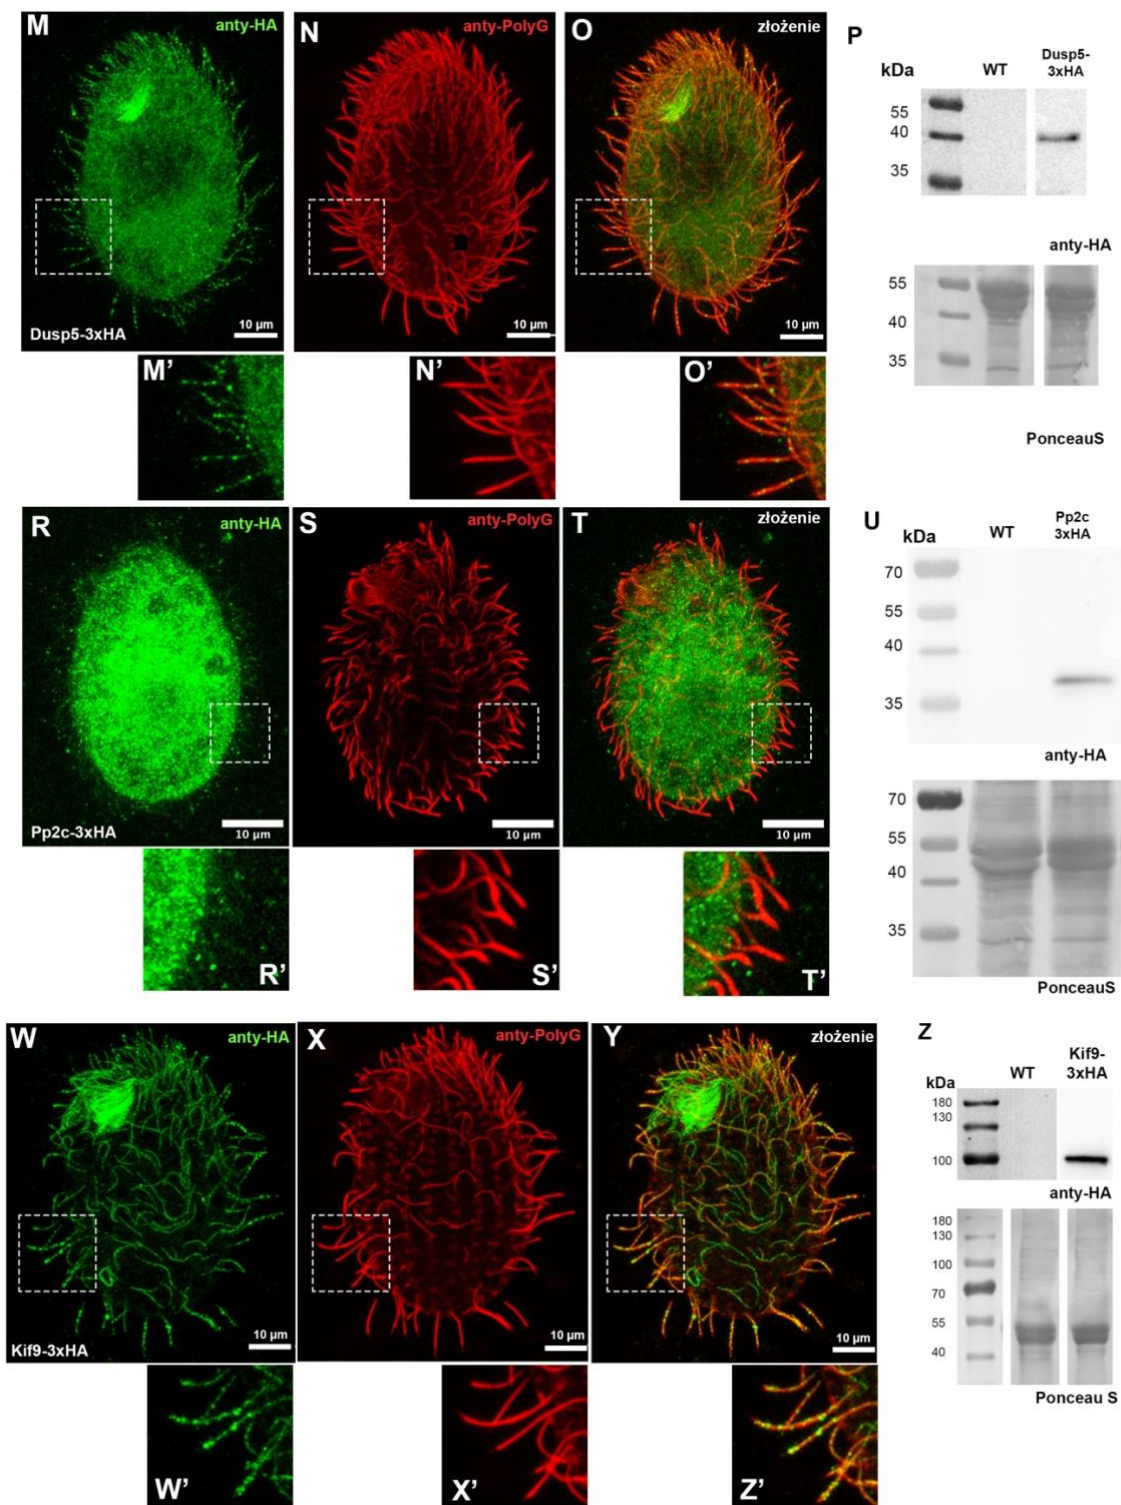 M
anty-HA
Dusp5-3xHA
10 µm
N
anty-PolyG
10 µm
O
złożenie
10 µm
M’
N’
O’
P
kDa
WT
Dusp5-
3xHA
55
40
35
anty-HA
55
40
35
PonceauS
R
anty-HA
Pp2c-3xHA
10 µm
S
anty-PolyG
10 µm
T
złożenie
10 µm
R’
S’
T’
U
kDa
WT
Pp2c
3xHA
70
55
40
35
anty-HA
70
55
40
35
PonceauS
W
anty-HA
Kif9-3xHA
10 µm
X
anty-PolyG
10 µm
Y
złożenie
10 µm
W’
X’
Z’
Z
kDa
WT
Kif9-
3xHA
180
130
100
anty-HA
180
130
100
70
55
40
Ponceau S